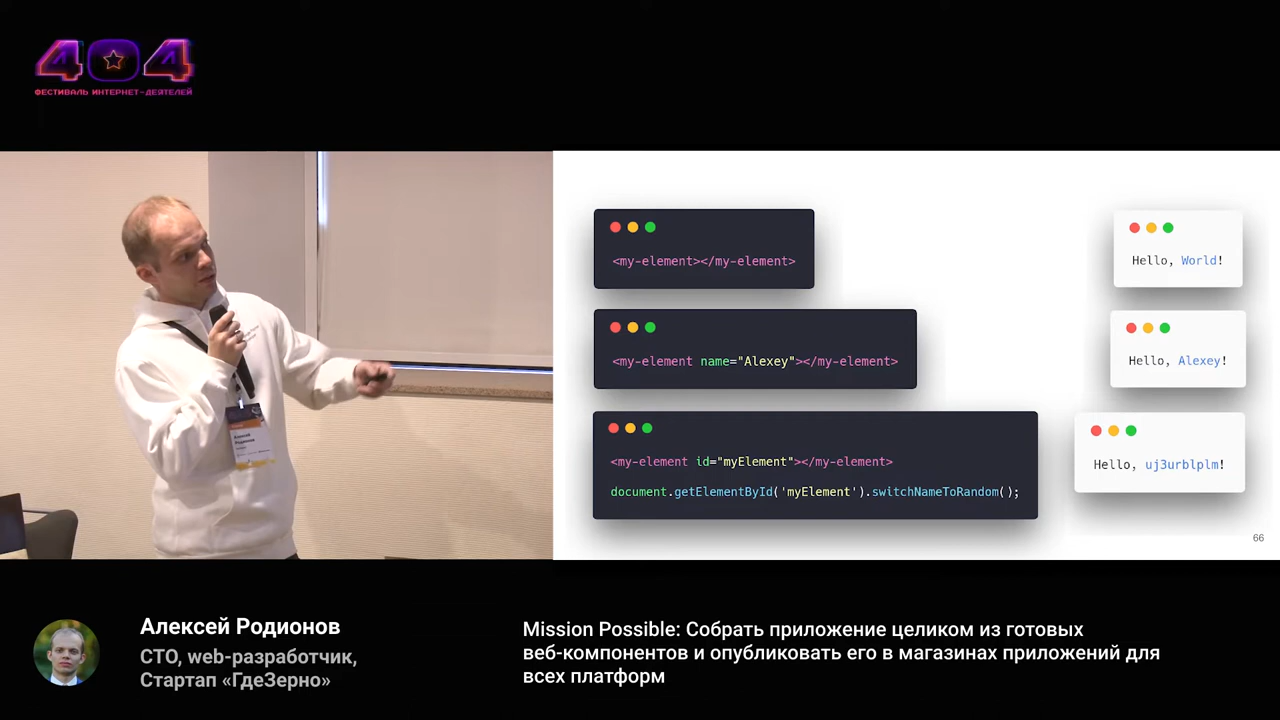 404
ФЕСТИВАЛЬ ИНТЕРНЕТ-ДЕЯТЕЛЕЙ
<my-element></my-element>
Hello, World!
<my-element name="Alexey"></my-element>
Hello, Alexey!
<my-element id="myElement"></my-element>
document.getElementById('myElement').switchNameToRandom();
Hello, uj3urblplm!
66
Алексей
Родионов
Алексей Родионов
CTO, web-разработчик,
Стартап «ГдеЗерно»
Mission Possible: Собрать приложение целиком из готовых
веб-компонентов и опубликовать его в магазинах приложений для
всех платформ